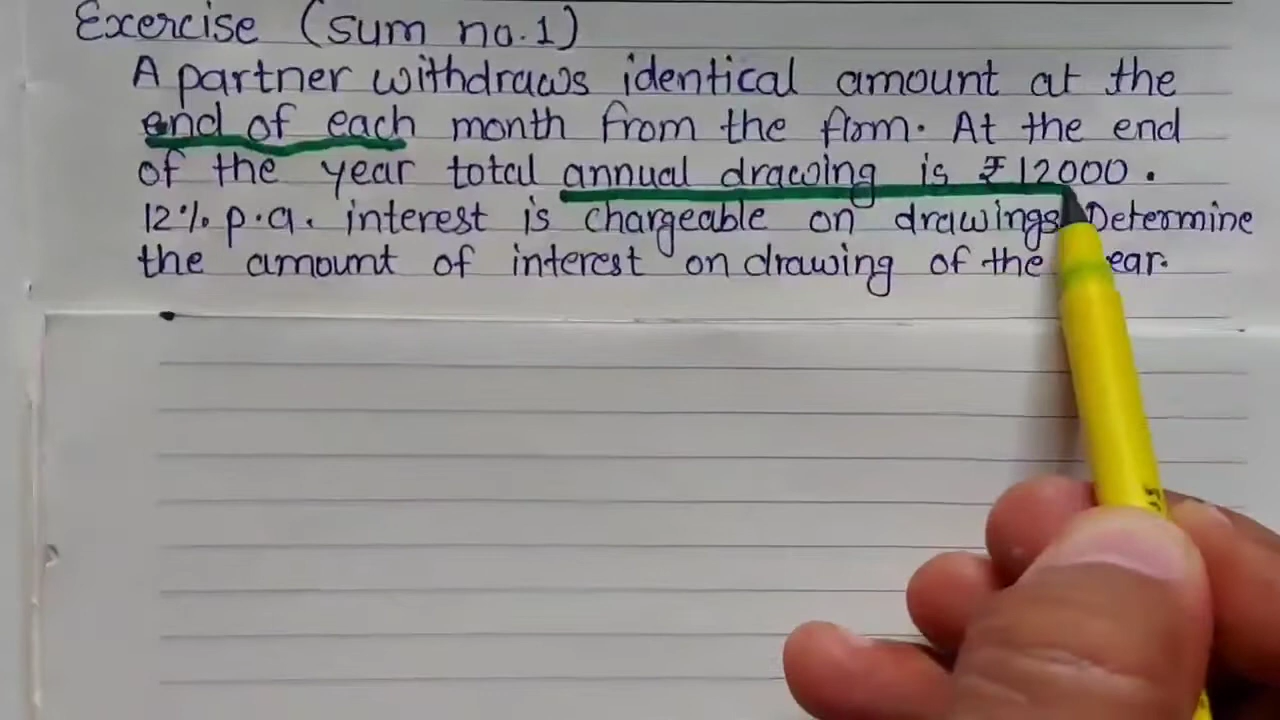 Exercise (sum no.1)
A partner withdraws identical amount at the
end of each month from the firm. At the end
of the year total annual drawing is ₹12000.
12% p.a. interest is chargeable on drawings Determine
the amount of interest on drawing of the ear.